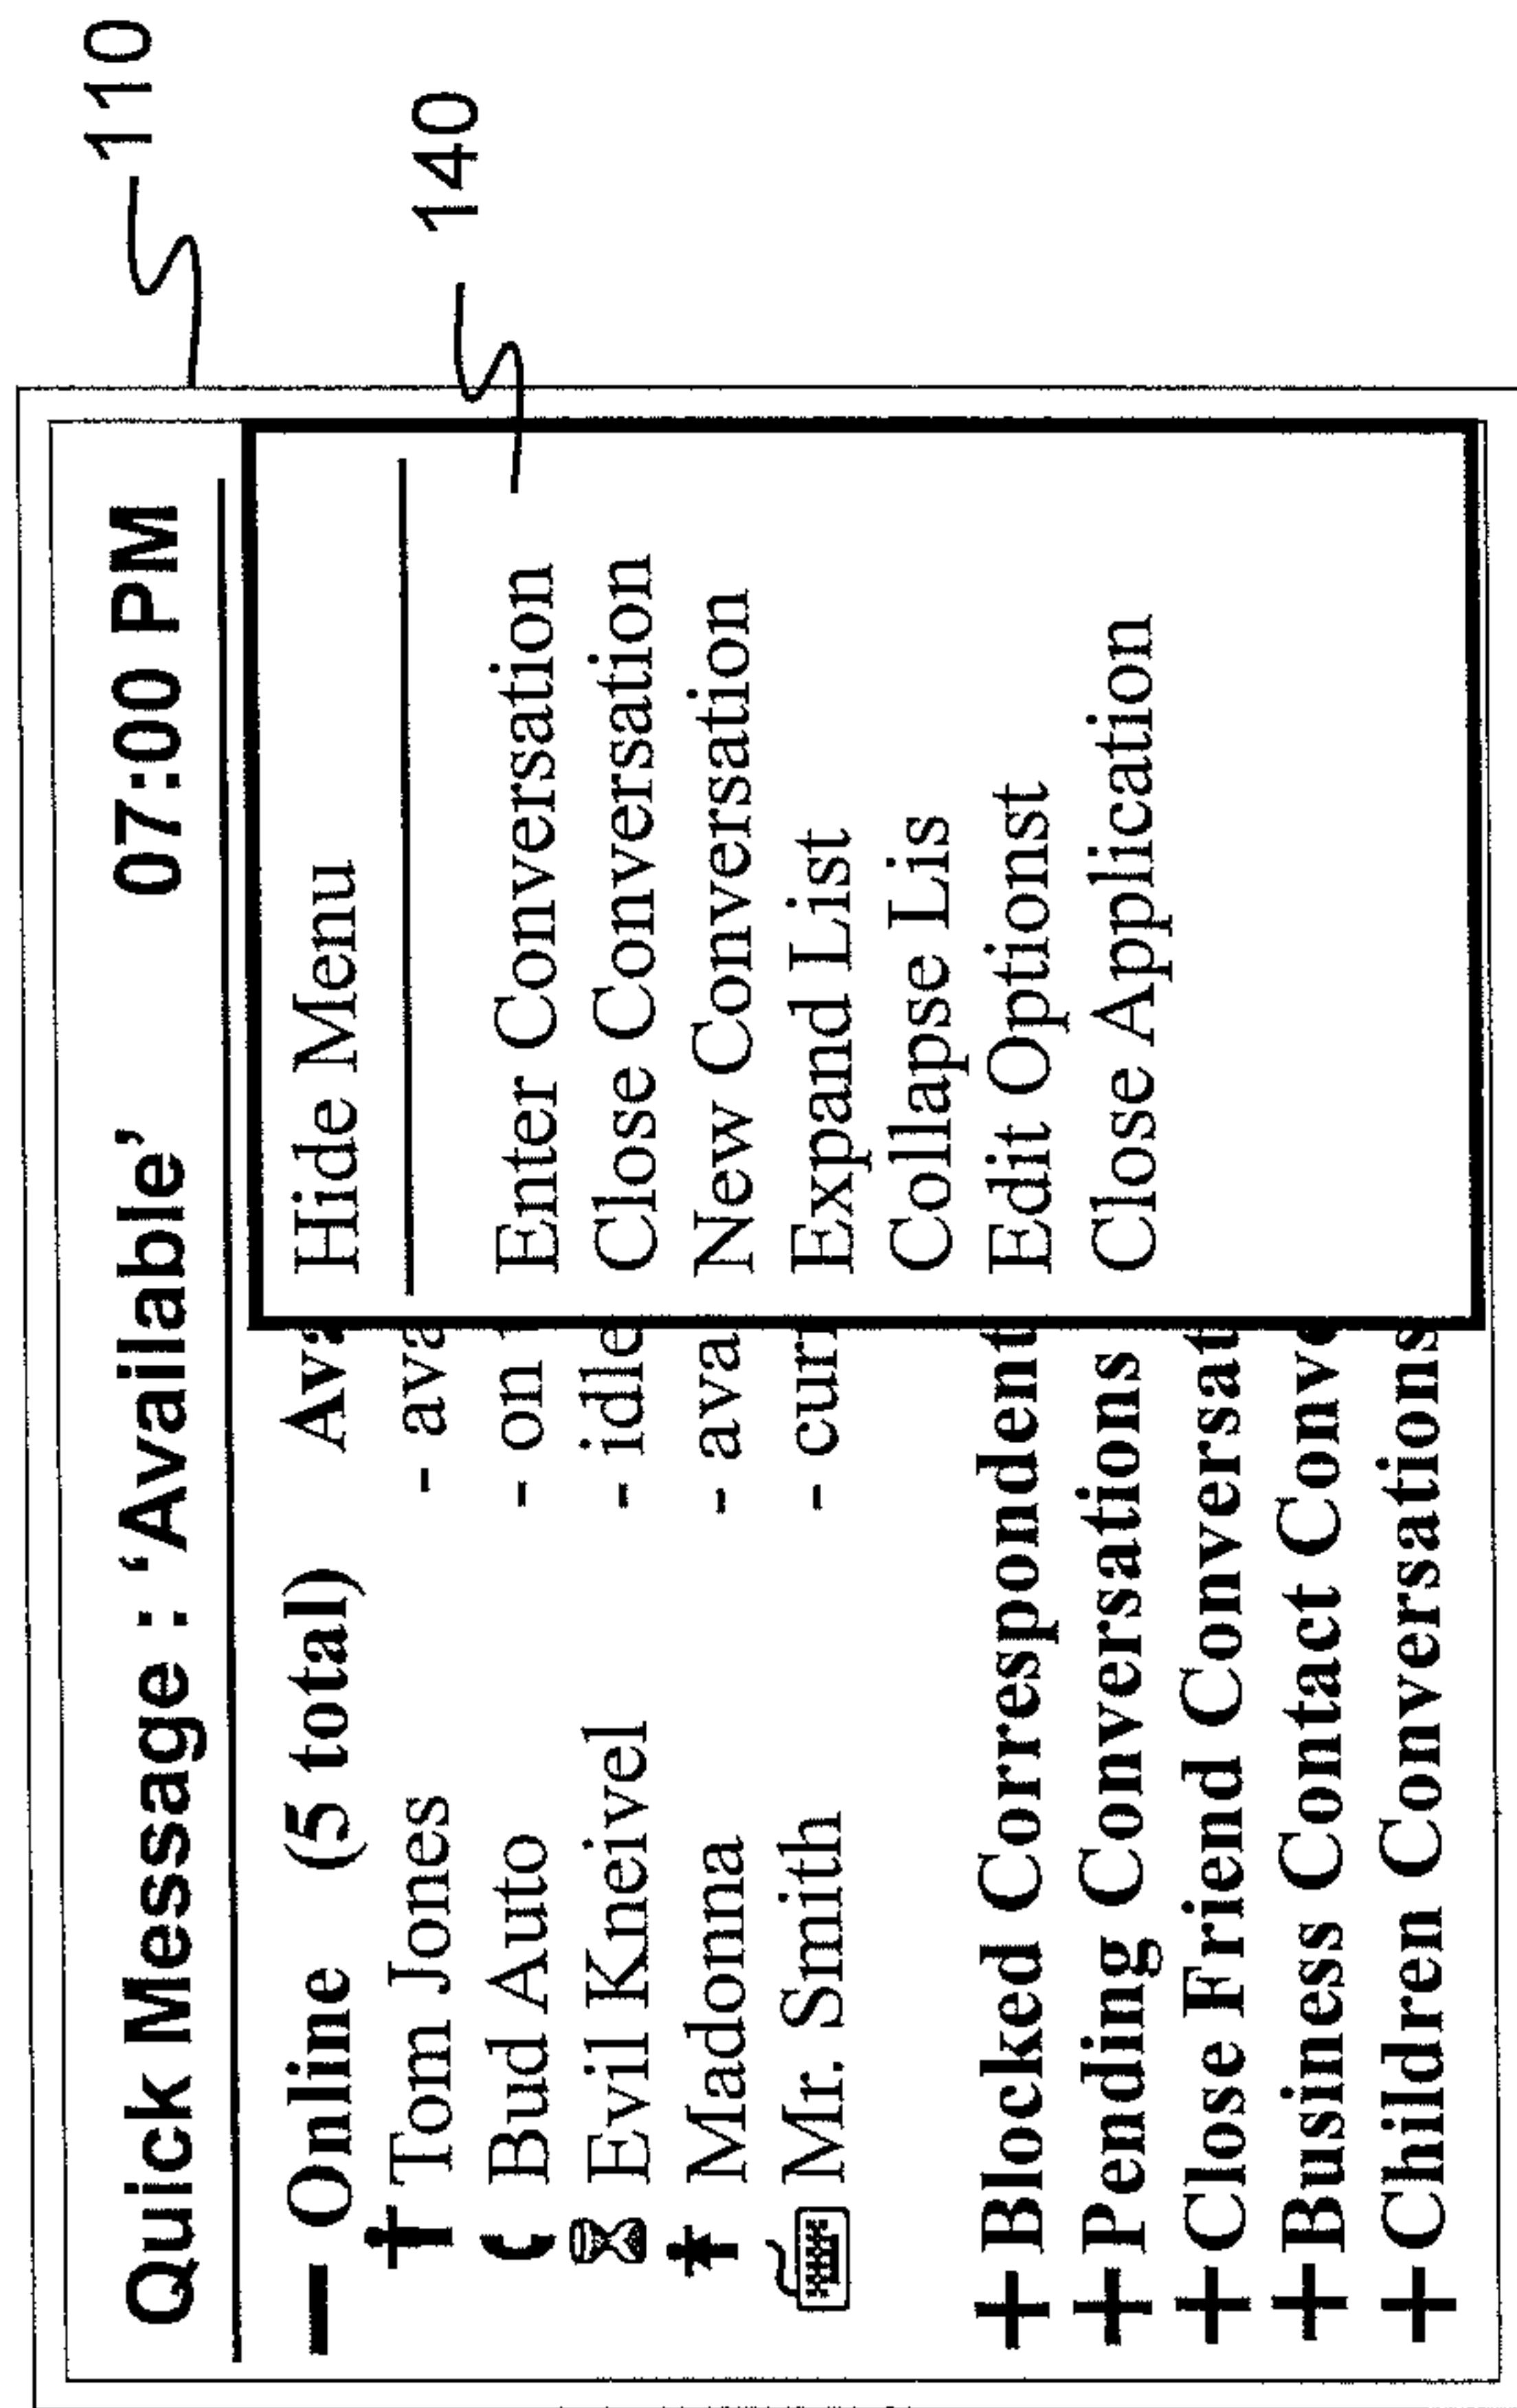 110
140
Quick Message : ‘Available’ 07:00 PM
— Online (5 total) Ava
Tom Jones - ava
Bud Auto - on
Evil Kneivel - idle
Madonna - ava
Mr. Smith - curr
+ Blocked Correspondent
+ Pending Conversations
+ Close Friend Conversat
+ Business Contact Conve
+ Children Conversations
Hide Menu
Enter Conversation
Close Conversation
New Conversation
Expand List
Collapse Lis
Edit Optionst
Close Application